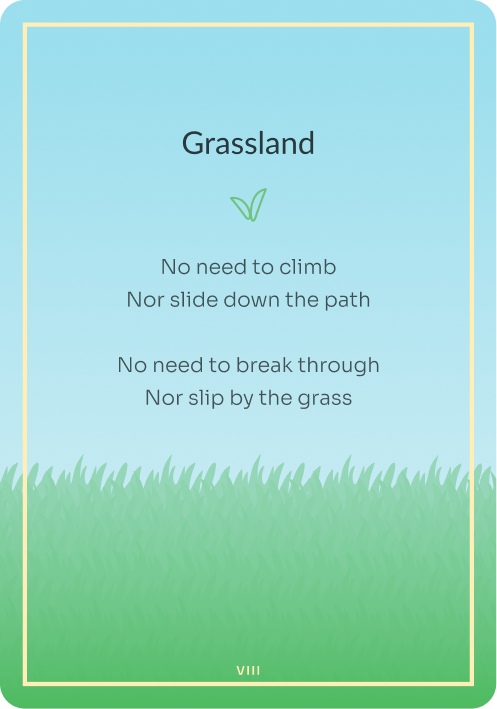 Grassland
No need to climb
Nor slide down the path
No need to break through
Nor slip by the grass
VIII